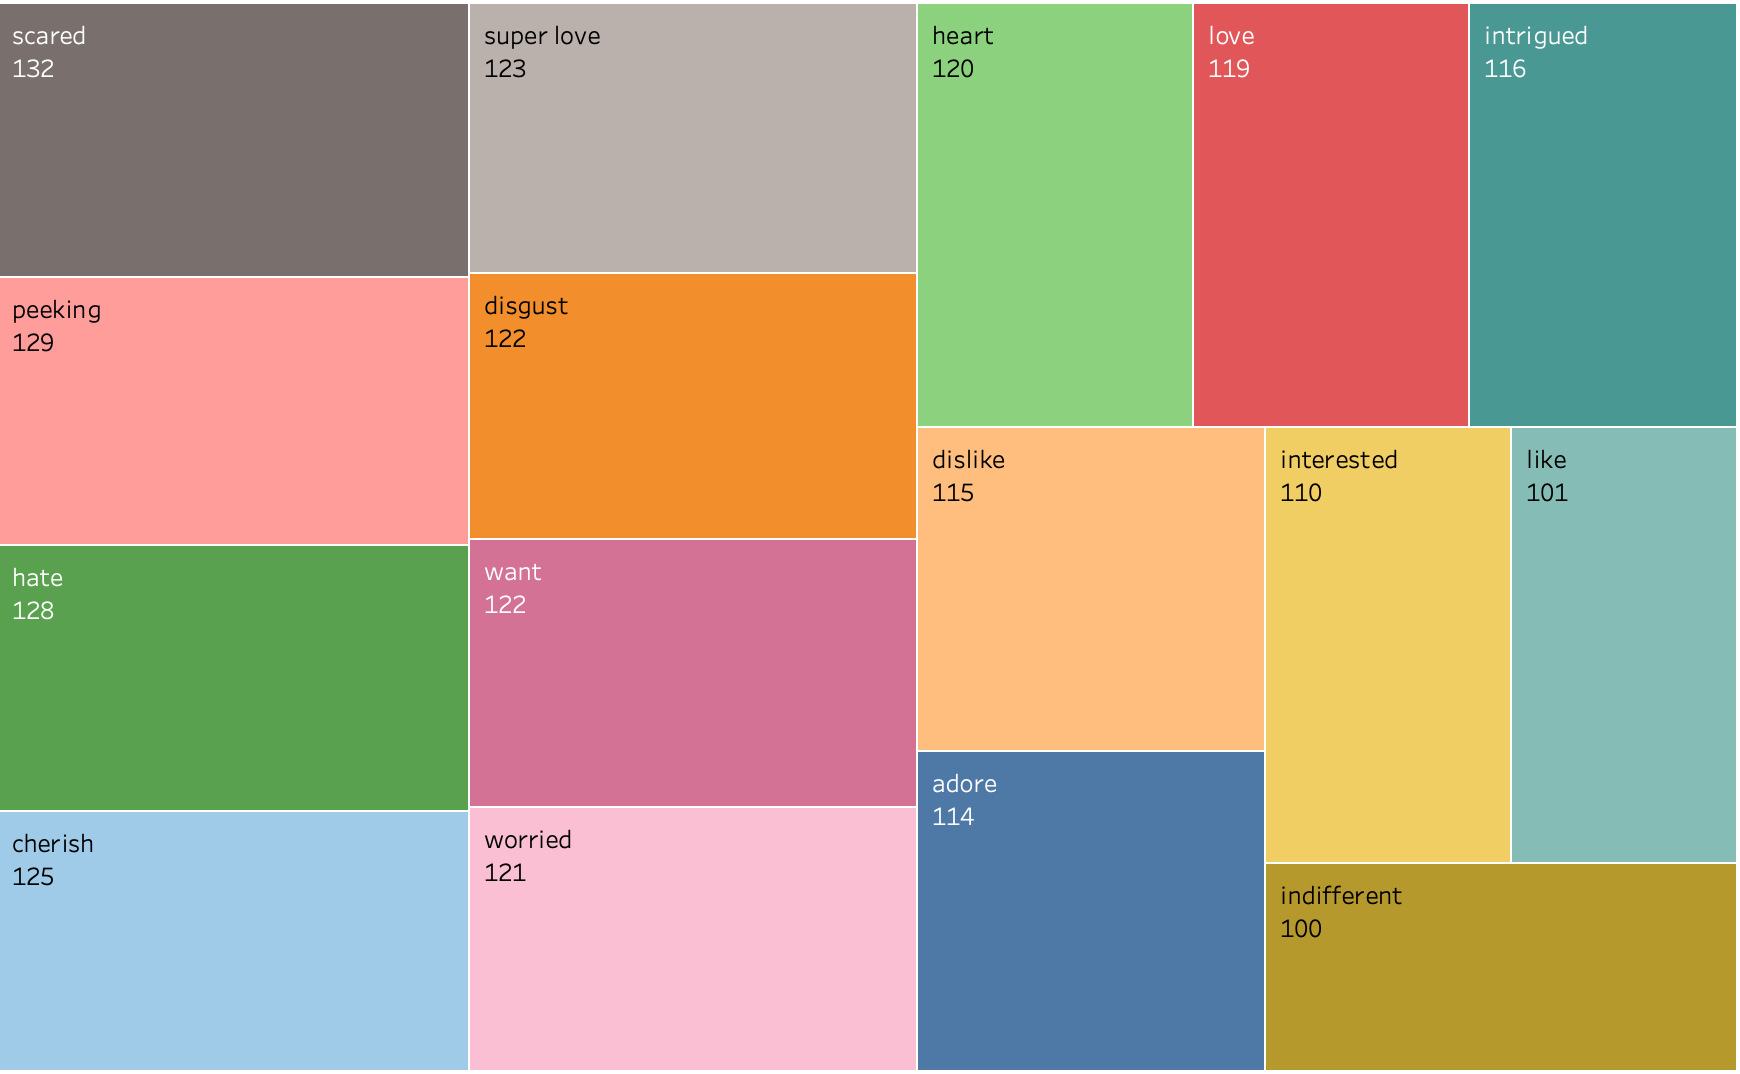 scared
132
super love
123
heart
120
love
119
intrigued
116
peeking
129
disgust
122
hate
128
want
122
dislike
115
interested
110
like
101
cherish
125
worried
121
adore
114
indifferent
100